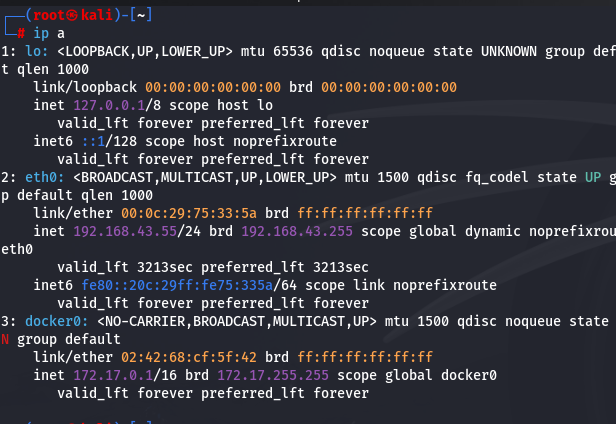 ┌──(root㉿kali)-[~]
└─# ip a
1: lo: <LOOPBACK,UP,LOWER_UP> mtu 65536 qdisc noqueue state UNKNOWN group def
t qlen 1000
    link/loopback 00:00:00:00:00:00 brd 00:00:00:00:00:00
    inet 127.0.0.1/8 scope host lo
       valid_lft forever preferred_lft forever
    inet6 ::1/128 scope host noprefixroute
       valid_lft forever preferred_lft forever
2: eth0: <BROADCAST,MULTICAST,UP,LOWER_UP> mtu 1500 qdisc fq_codel state UP g
p default qlen 1000
    link/ether 00:0c:29:75:33:5a brd ff:ff:ff:ff:ff:ff
    inet 192.168.43.55/24 brd 192.168.43.255 scope global dynamic noprefixrou
eth0
       valid_lft 3213sec preferred_lft 3213sec
    inet6 fe80::20c:29ff:fe75:335a/64 scope link noprefixroute
       valid_lft forever preferred_lft forever
3: docker0: <NO-CARRIER,BROADCAST,MULTICAST,UP> mtu 1500 qdisc noqueue state
N group default
    link/ether 02:42:68:cf:5f:42 brd ff:ff:ff:ff:ff:ff
    inet 172.17.0.1/16 brd 172.17.255.255 scope global docker0
       valid_lft forever preferred_lft forever